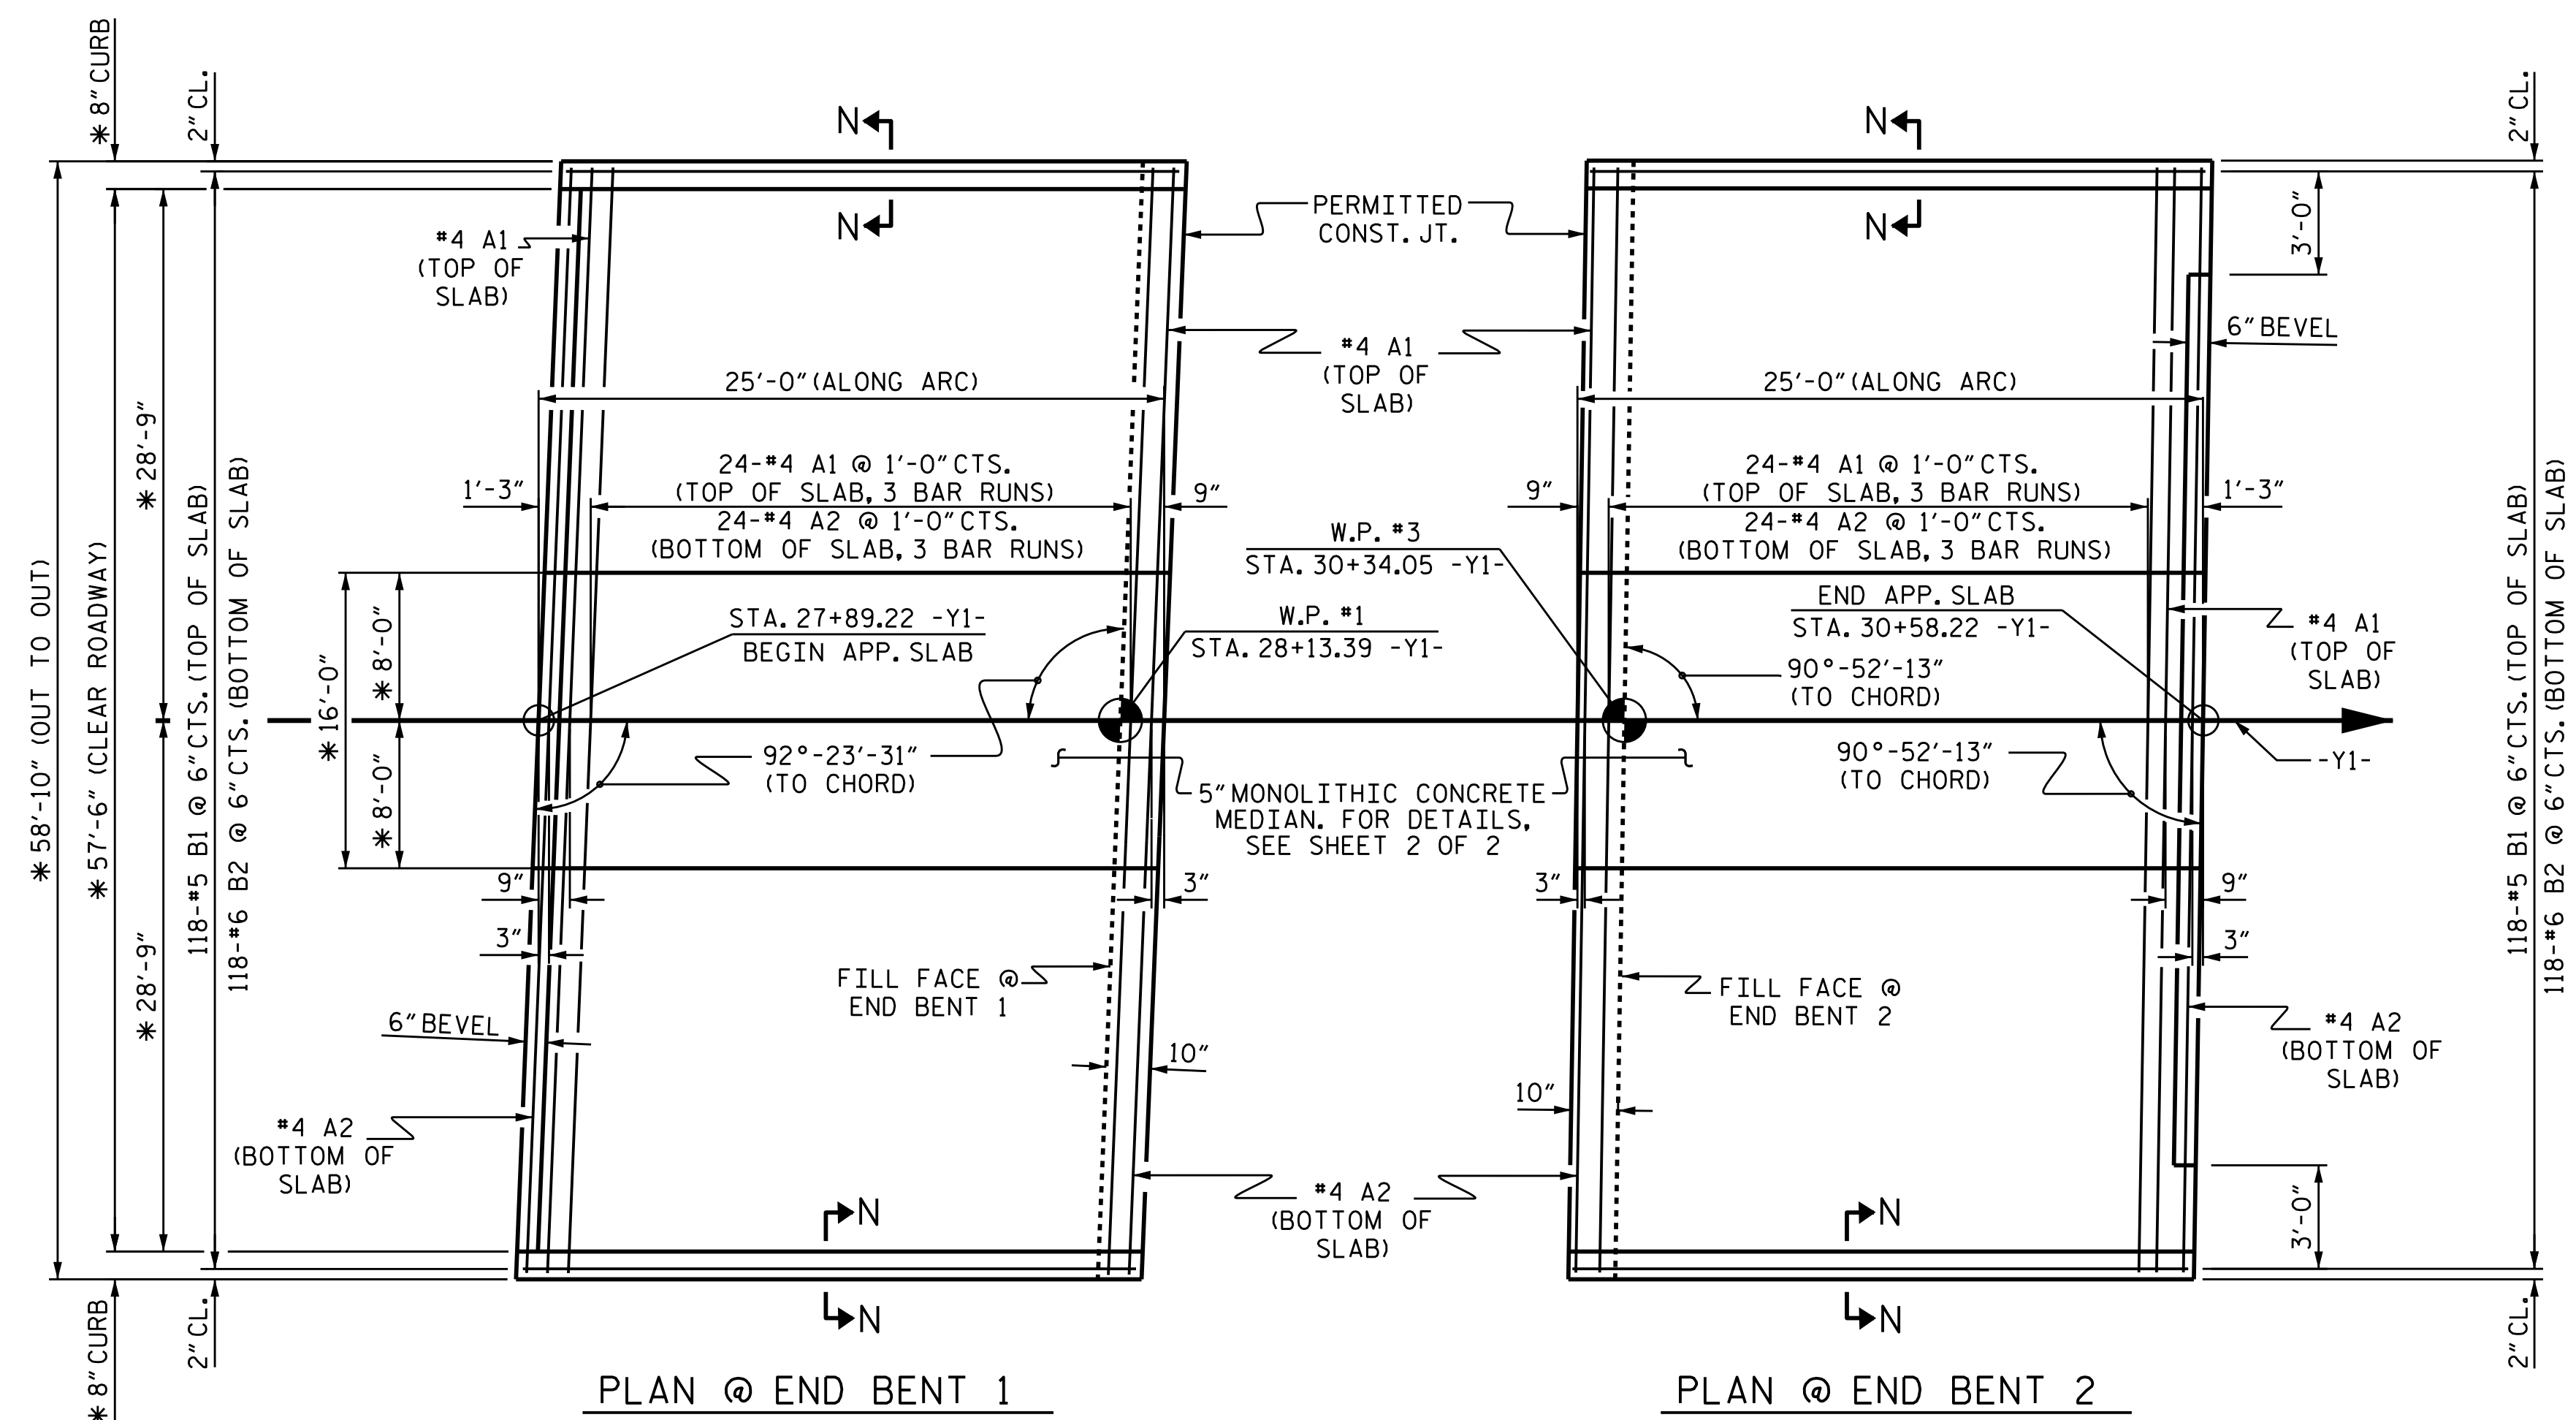 ✱ 8" CURB
2" CL.
✱ 58'-10" (OUT TO OUT)
✱ 57'-6" (CLEAR ROADWAY)
✱ 28'-9"
✱ 28'-9"
118-#5 B1 @ 6" CTS. (TOP OF SLAB)
118-#6 B2 @ 6" CTS. (BOTTOM OF SLAB)
✱ 16'-0"
✱ 8'-0"
✱ 8'-0"
✱ 8" CURB
2" CL.
N
N
#4 A1
(TOP OF
SLAB)
25'-0" (ALONG ARC)
24-#4 A1 @ 1'-0" CTS.
(TOP OF SLAB, 3 BAR RUNS)
24-#4 A2 @ 1'-0" CTS.
(BOTTOM OF SLAB, 3 BAR RUNS)
1'-3"
9"
STA. 27+89.22 -Y1-
BEGIN APP. SLAB
92°-23'-31"
(TO CHORD)
9"
3"
3"
6" BEVEL
FILL FACE @
END BENT 1
10"
#4 A2
(BOTTOM OF
SLAB)
N
N
PLAN @ END BENT 1
PERMITTED
CONST. JT.
#4 A1
(TOP OF
SLAB)
W.P. #3
STA. 30+34.05 -Y1-
W.P. #1
STA. 28+13.39 -Y1-
5" MONOLITHIC CONCRETE
MEDIAN. FOR DETAILS,
SEE SHEET 2 OF 2
#4 A2
(BOTTOM OF
SLAB)
N
N
25'-0" (ALONG ARC)
9"
24-#4 A1 @ 1'-0" CTS.
(TOP OF SLAB, 3 BAR RUNS)
24-#4 A2 @ 1'-0" CTS.
(BOTTOM OF SLAB, 3 BAR RUNS)
1'-3"
END APP. SLAB
STA. 30+58.22 -Y1-
90°-52'-13"
(TO CHORD)
90°-52'-13"
(TO CHORD)
3"
9"
3"
FILL FACE @
END BENT 2
10"
N
N
PLAN @ END BENT 2
2" CL.
3'-0"
6" BEVEL
#4 A1
(TOP OF
SLAB)
-Y1-
#4 A2
(BOTTOM OF
SLAB)
3'-0"
118-#5 B1 @ 6" CTS. (TOP OF SLAB)
118-#6 B2 @ 6" CTS. (BOTTOM OF SLAB)
2" CL.